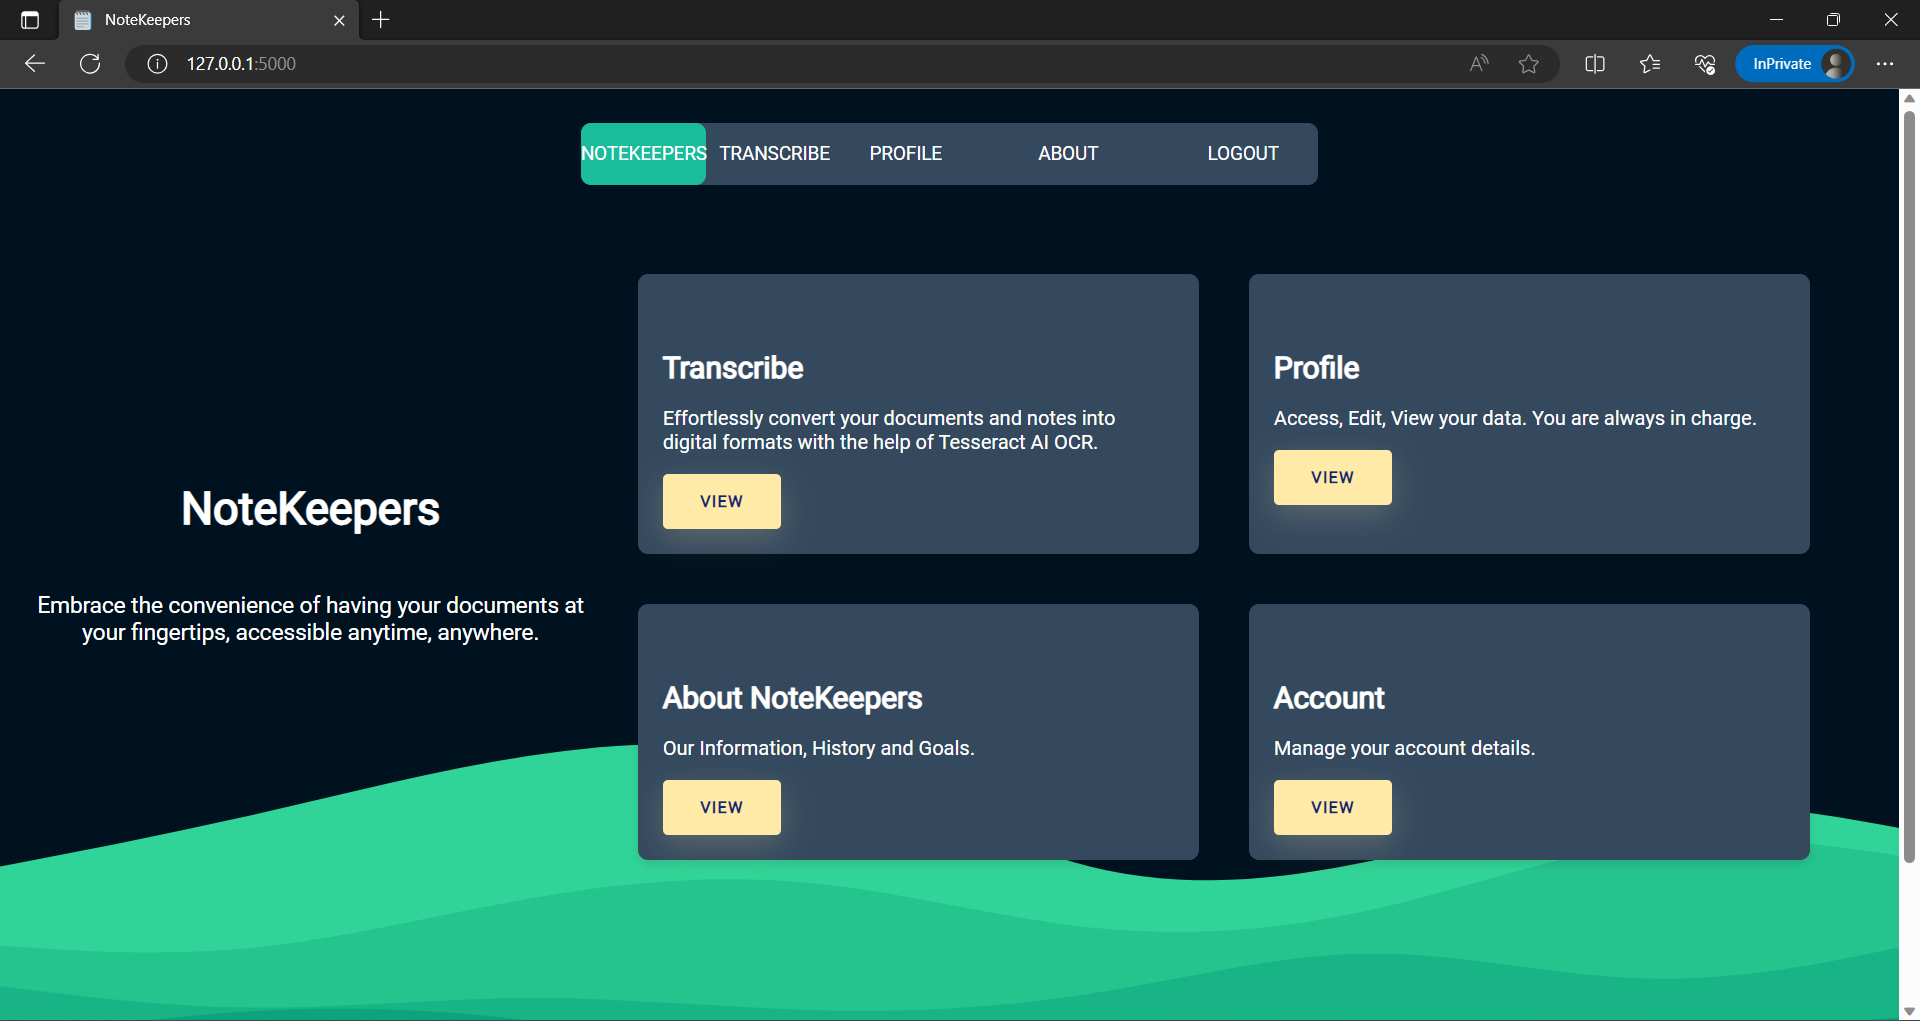 NoteKeepers
127.0.0.1:5000
InPrivate
NOTEKEEPERS TRANSCRIBE PROFILE ABOUT LOGOUT
NoteKeepers
Embrace the convenience of having your documents at
your fingertips, accessible anytime, anywhere.
Transcribe
Effortlessly convert your documents and notes into
digital formats with the help of Tesseract AI OCR.
VIEW
Profile
Access, Edit, View your data. You are always in charge.
VIEW
About NoteKeepers
Our Information, History and Goals.
VIEW
Account
Manage your account details.
VIEW